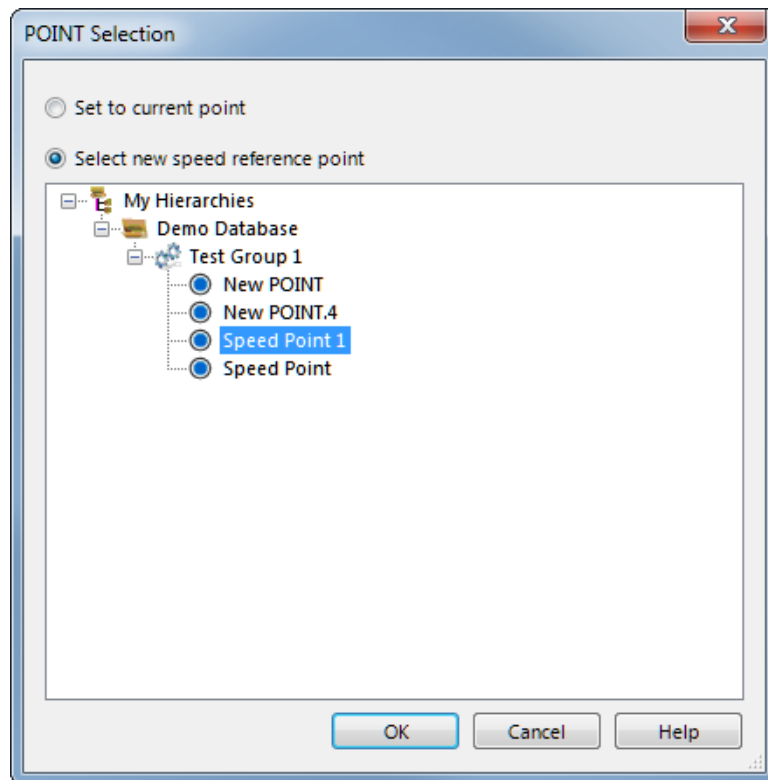 POINT Selection
Set to current point
Select new speed reference point
My Hierarchies
Demo Database
Test Group 1
New POINT
New POINT.4
Speed Point 1
Speed Point
OK Cancel Help